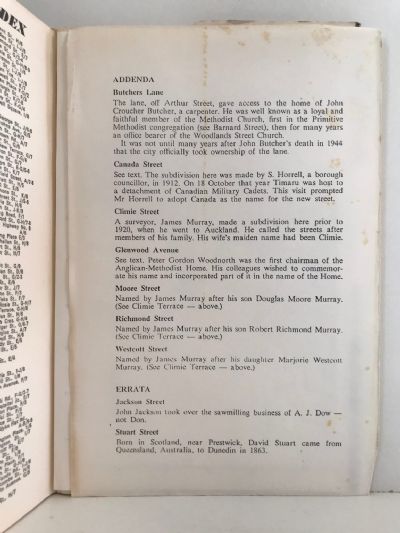 DEX
ADDENDA
Butchers Lane
The lane, off Arthur Street, gave access to the home of John
Croucher Butcher, a carpenter. He was well known as a loyal and
faithful member of the Methodist Church, first in the Primitive
Methodist congregation (see Barnard Street), then for many years
an office bearer of the Woodlands Street Church.
It was not until many years after John Butcher's death in 1944
that the city officially took ownership of the lane.
Canada Street
See text. The subdivision here was made by S. Horrell, a borough
councillor, in 1912. On 18 October that year Timaru was host to
a detachment of Canadian Military Cadets. This visit prompted
Mr Horrell to adopt Canada as the name for the new street.
Climie Street
A surveyor, James Murray, made a subdivision here prior to
1920, when he went to Auckland. He called the streets after
members of his family. His wife's maiden name had been Climie.
Glenwood Avenue
See text. Peter Gordon Woodnorth was the first chairman of the
Anglican-Methodist Home. His colleagues wished to commemor-
ate his name and incorporated part of it in the name of the Home.
Moore Street
Named by James Murray after his son Douglas Moore Murray.
(See Climie Terrace — above.)
Richmond Street
Named by James Murray after his son Robert Richmond Murray.
(See Climie Terrace — above.)
Westcott Street
Named by James Murray after his daughter Marjorie Westcott
Murray. (See Climie Terrace — above.)
ERRATA
Jackson Street
John Jackson took over the sawmilling business of A. J. Dow —
not Don.
Stuart Street
Born in Scotland, near Prestwick, David Stuart came from
Queensland, Australia, to Dunedin in 1863.